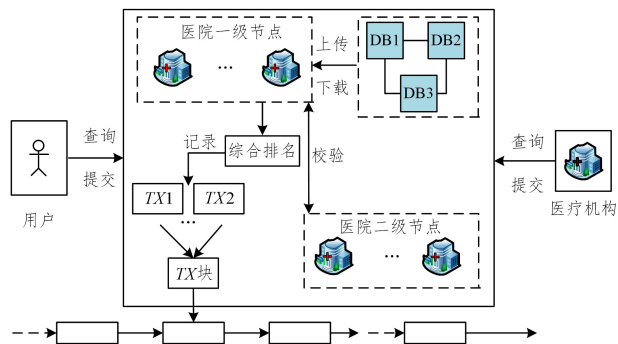 医院一级节点
...
上传
下载
DB1
DB2
DB3
查询
提交
用户
记录
综合排名
校验
TX1
TX2
...
TX块
医院二级节点
...
查询
提交
医疗机构